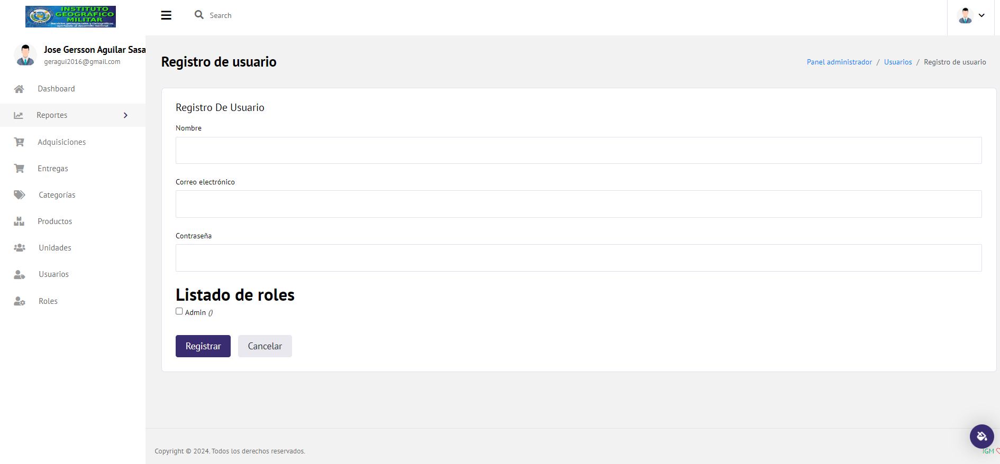 INSTITUTO
GEOGRÁFICO
MILITAR
Servicios geoespaciales y cartográficos
aportando al desarrollo nacional
Search
Jose Gersson Aguilar Sasa
geragui2016@gmail.com
Dashboard
Reportes
Adquisiciones
Entregas
Categorías
Productos
Unidades
Usuarios
Roles
Registro de usuario
Panel administrador / Usuarios / Registro de usuario
Registro De Usuario
Nombre
Correo electrónico
Contraseña
Listado de roles
Admin ()
Registrar
Cancelar
Copyright © 2024. Todos los derechos reservados.
IGM